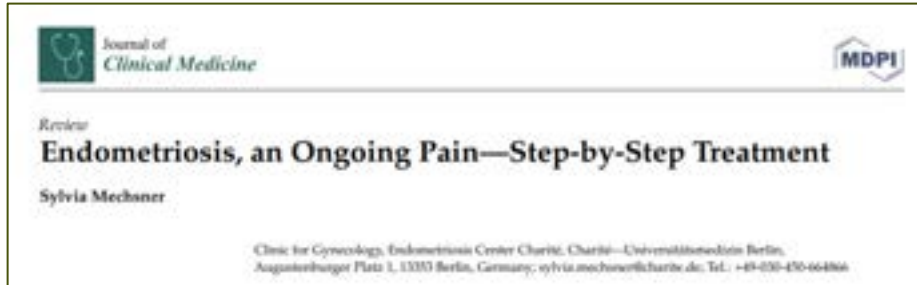 Journal of
Clinical Medicine
MDPI
Review
Endometriosis, an Ongoing Pain—Step-by-Step Treatment
Sylvia Mechsner
Clinic for Gynecology, Endometriosis Center Charité, Charité—Universitätsmedizin Berlin,
Augustenburger Platz 1, 13353 Berlin, Germany; sylvia.mechsner@charite.de; Tel.: +49-030-450-664866